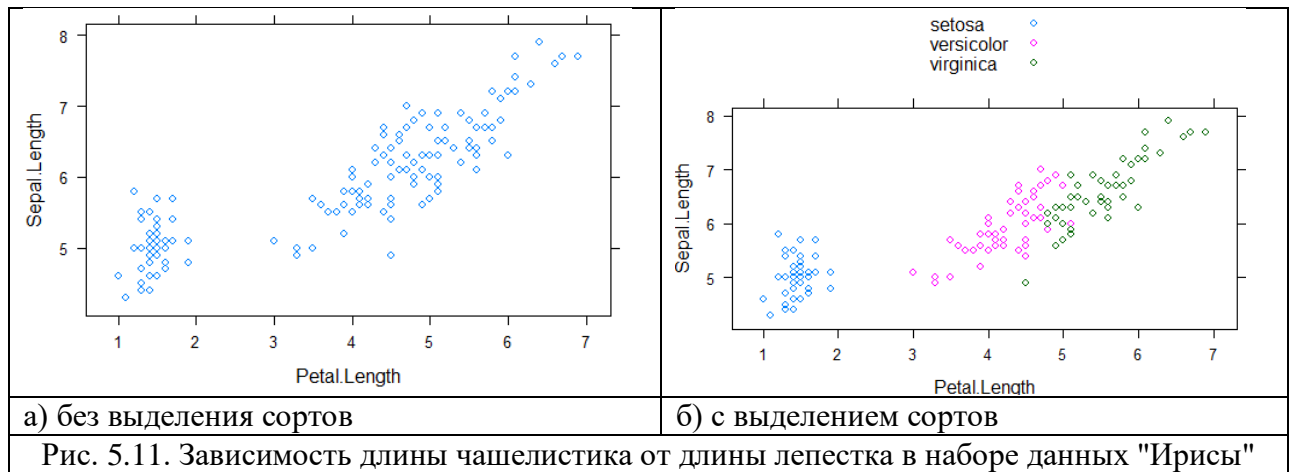 8
7
6
5
Sepal.Length
1 2 3 4 5 6 7
Petal.Length
setosa
versicolor
virginica
8
7
6
5
Sepal.Length
1 2 3 4 5 6 7
Petal.Length
а) без выделения сортов
б) с выделением сортов
Рис. 5.11. Зависимость длины чашелистика от длины лепестка в наборе данных "Ирисы"